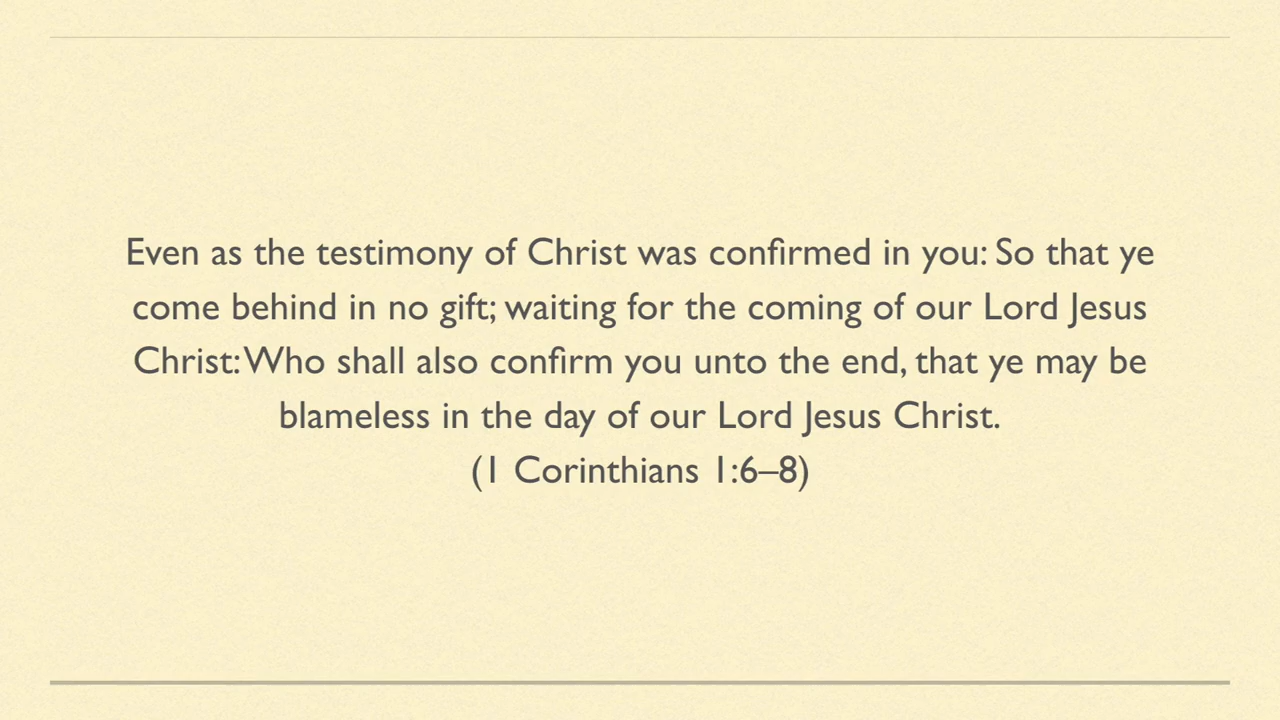 Even as the testimony of Christ was confirmed in you: So that ye
come behind in no gift; waiting for the coming of our Lord Jesus
Christ: Who shall also confirm you unto the end, that ye may be
blameless in the day of our Lord Jesus Christ.
(1 Corinthians 1:6–8)